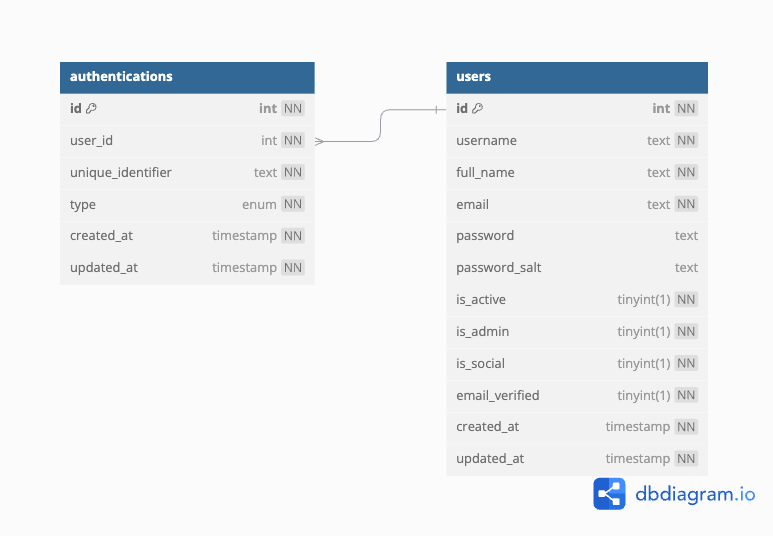 authentications
id int NN
user_id int NN
unique_identifier text NN
type enum NN
created_at timestamp NN
updated_at timestamp NN
users
id int NN
username text NN
full_name text NN
email text NN
password text
password_salt text
is_active tinyint(1) NN
is_admin tinyint(1) NN
is_social tinyint(1) NN
email_verified tinyint(1) NN
created_at timestamp NN
updated_at timestamp NN
dbdiagram.io